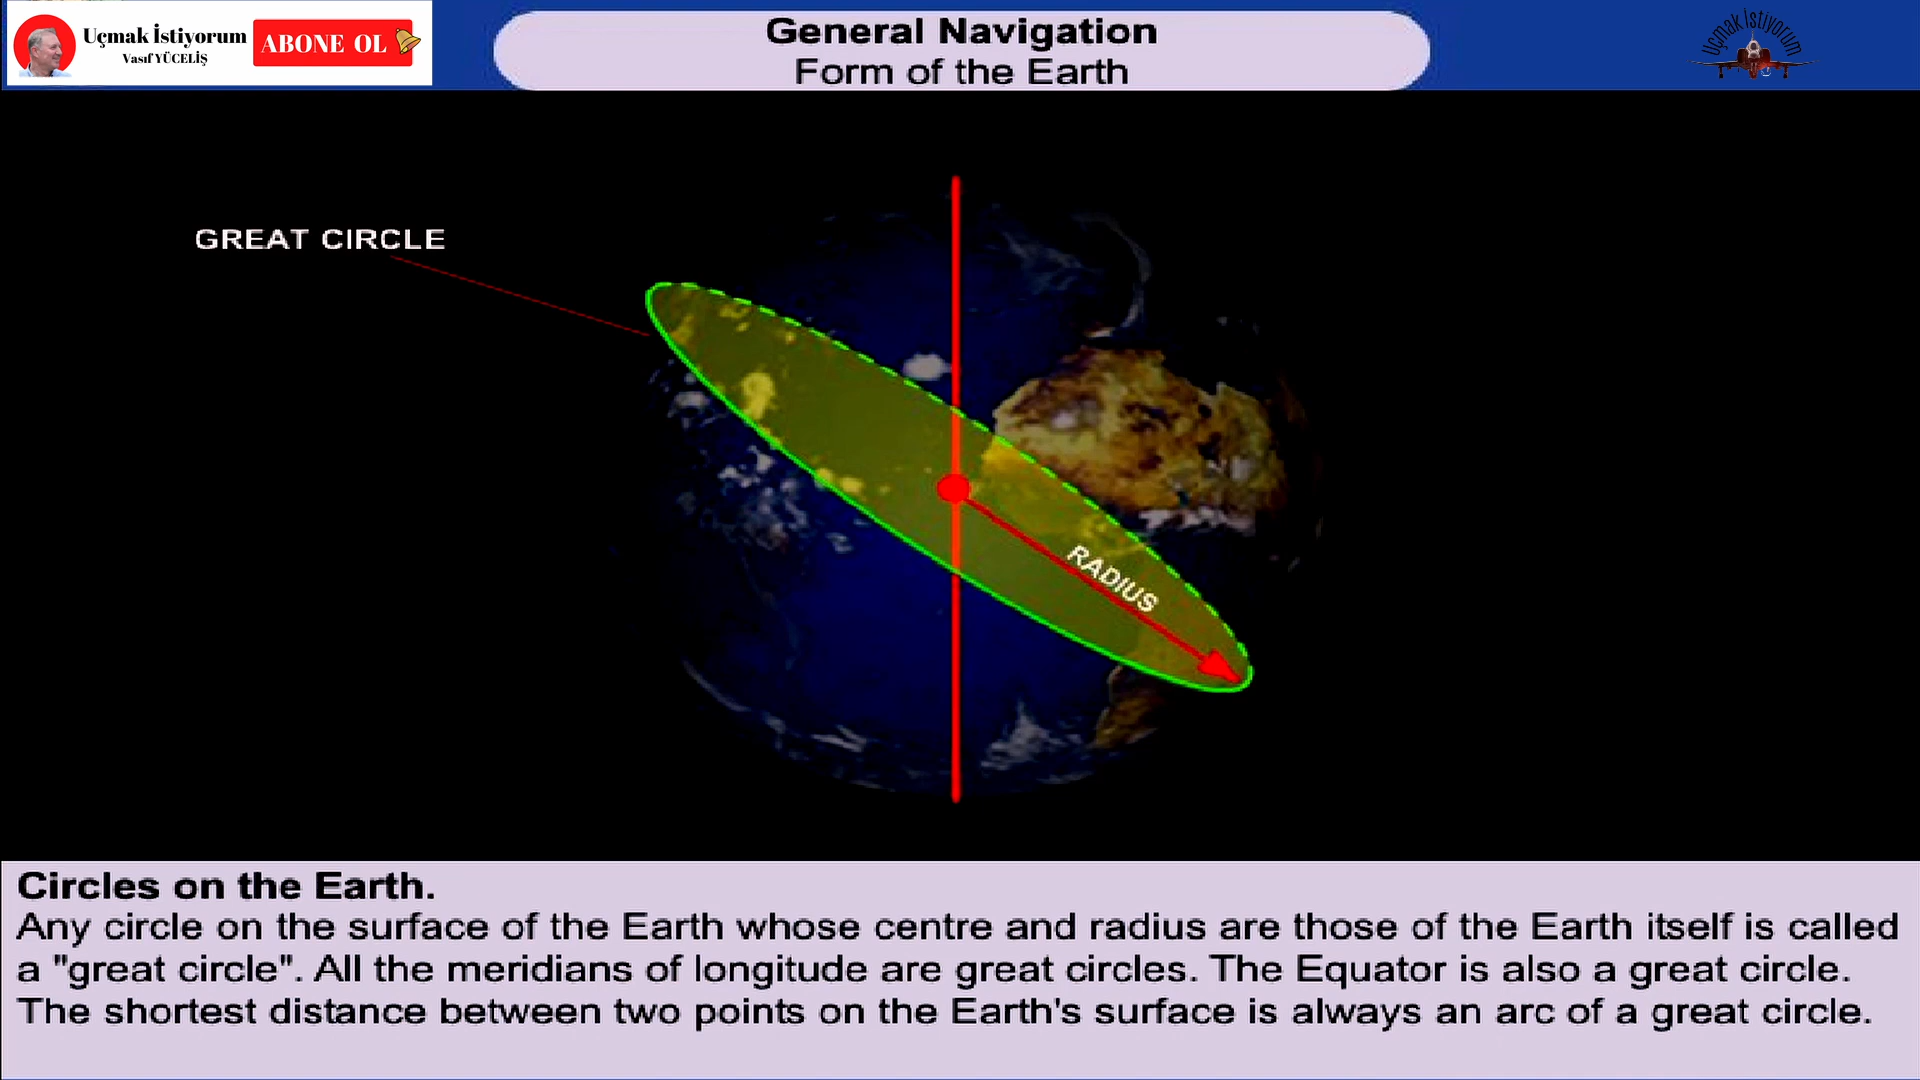 Uçmak İstiyorum
Vasıf YÜCELİŞ
ABONE OL
General Navigation
Form of the Earth
Uçmak İstiyorum
GREAT CIRCLE
RADIUS
Circles on the Earth.
Any circle on the surface of the Earth whose centre and radius are those of the Earth itself is called
a "great circle". All the meridians of longitude are great circles. The Equator is also a great circle.
The shortest distance between two points on the Earth's surface is always an arc of a great circle.